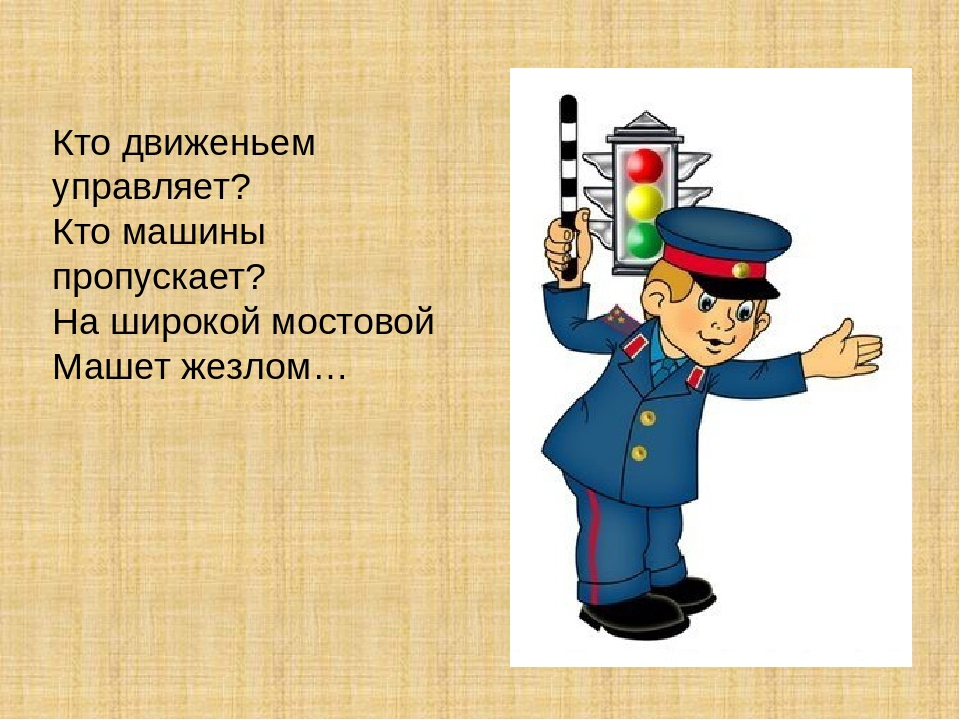 Кто движеньем
управляет?
Кто машины
пропускает?
На широкой мостовой
Машет жезлом…